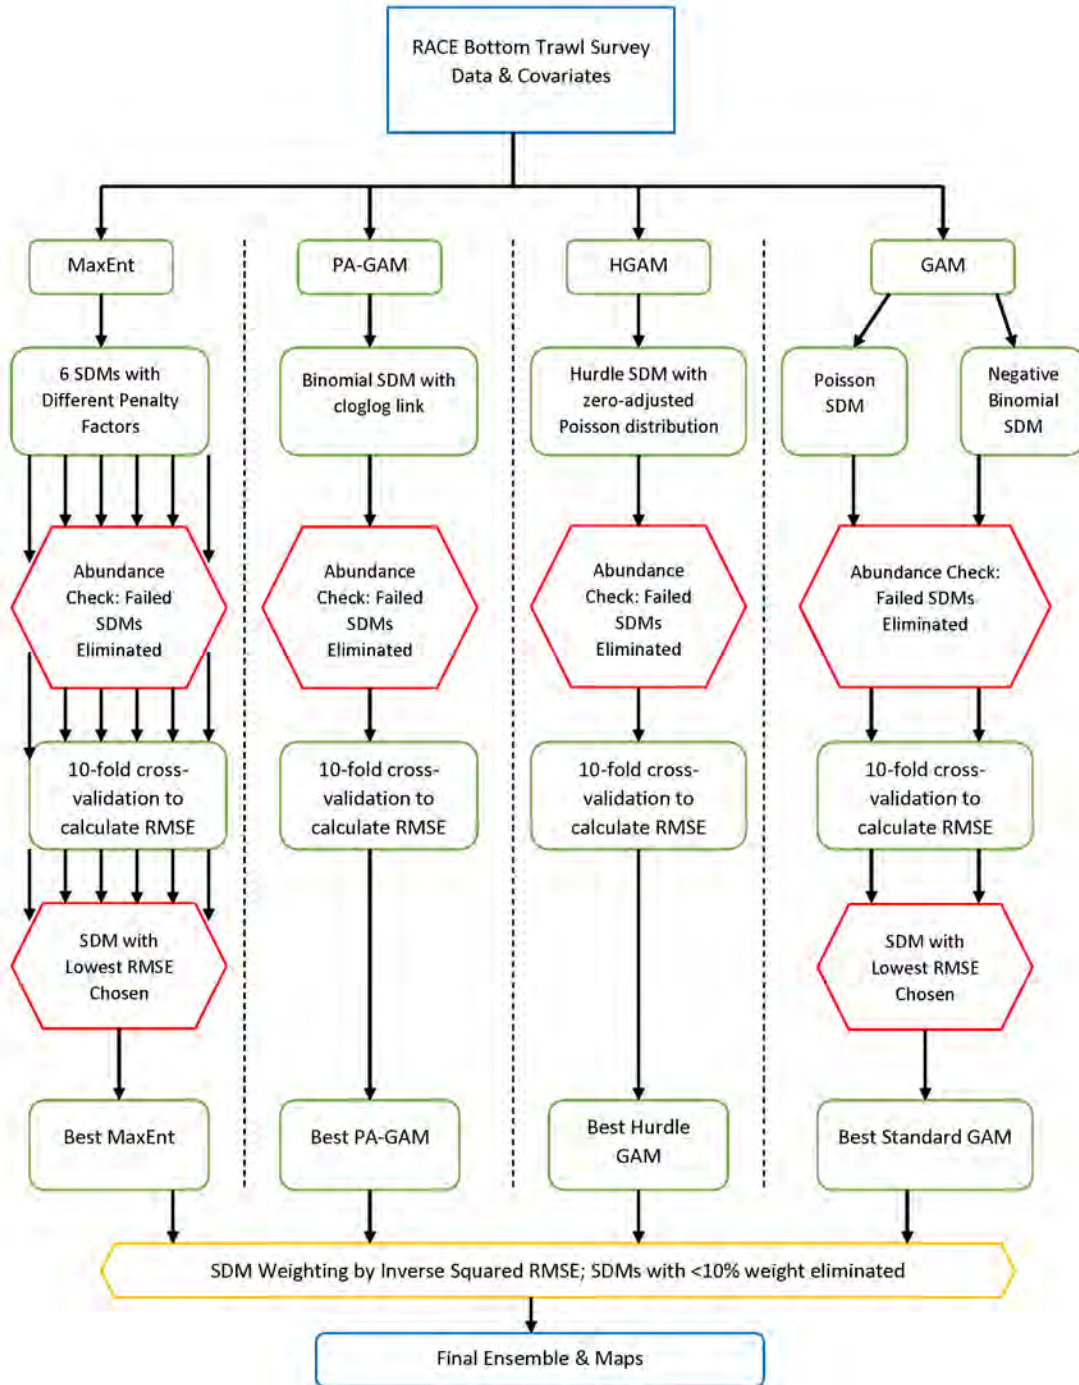 RACE Bottom Trawl Survey
Data & Covariates
MaxEnt
PA-GAM
HGAM
GAM
6 SDMs with
Different Penalty
Factors
Binomial SDM with
cloglog link
Hurdle SDM with
zero-adjusted
Poisson distribution
Poisson
SDM
Negative
Binomial
SDM
Abundance
Check: Failed
SDMs
Eliminated
Abundance
Check: Failed
SDMs
Eliminated
Abundance
Check: Failed
SDMs
Eliminated
Abundance Check:
Failed SDMs
Eliminated
10-fold cross-
validation to
calculate RMSE
10-fold cross-
validation to
calculate RMSE
10-fold cross-
validation to
calculate RMSE
10-fold cross-
validation to
calculate RMSE
SDM with
Lowest RMSE
Chosen
SDM with
Lowest RMSE
Chosen
Best MaxEnt
Best PA-GAM
Best Hurdle
GAM
Best Standard GAM
SDM Weighting by Inverse Squared RMSE; SDMs with <10% weight eliminated
Final Ensemble & Maps